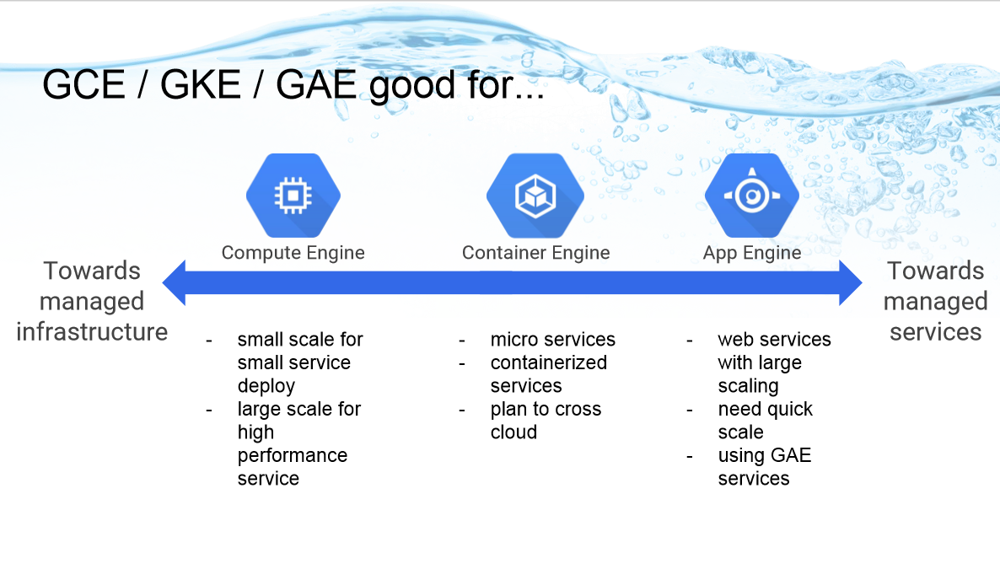 GCE / GKE / GAE good for...
Compute Engine
Container Engine
App Engine
Towards
managed
infrastructure
Towards
managed
services
- small scale for
small service
deploy
- large scale for
high
performance
service
- micro services
- containerized
services
- plan to cross
cloud
- web services
with large
scaling
- need quick
scale
- using GAE
services